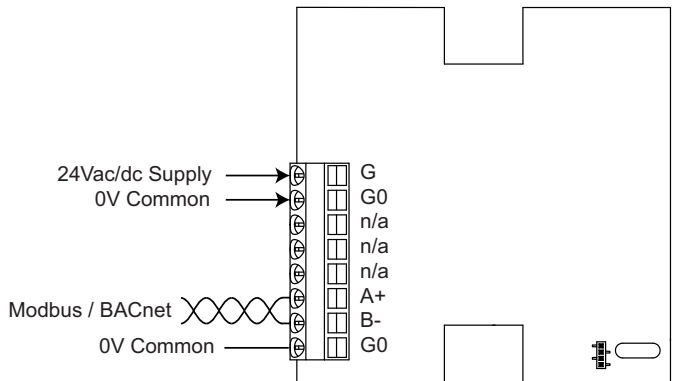 24Vac/dc Supply G
0V Common G0
n/a
n/a
n/a
A+
Modbus / BACnet
B-
0V Common G0